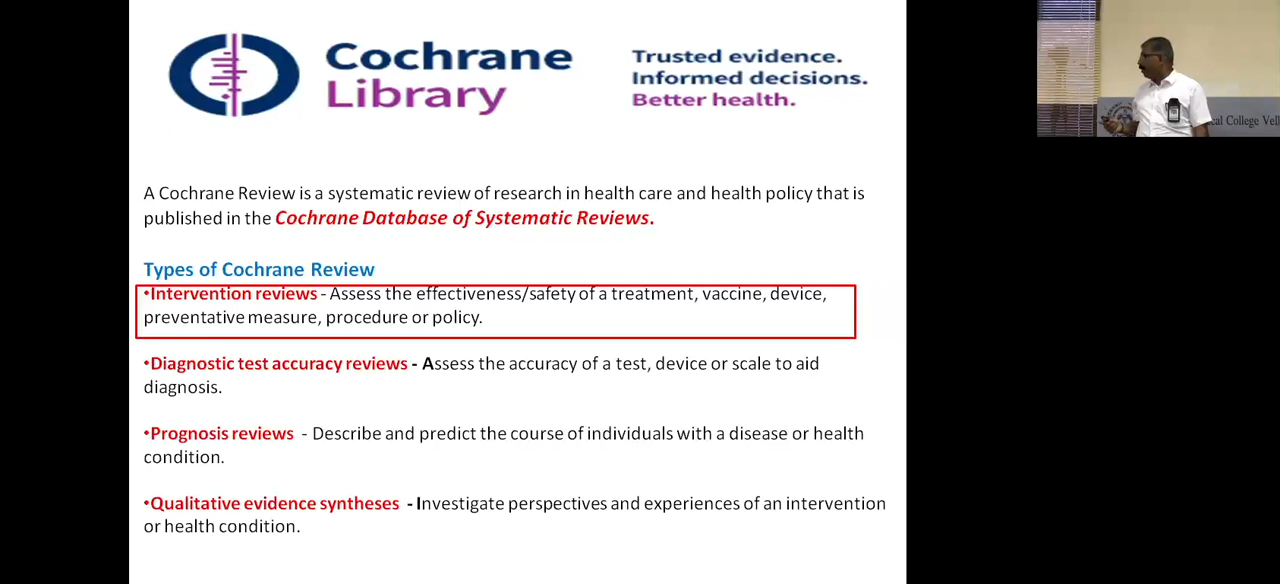 Cochrane
Library
Trusted evidence.
Informed decisions.
Better health.
A Cochrane Review is a systematic review of research in health care and health policy that is
published in the Cochrane Database of Systematic Reviews.
Types of Cochrane Review
•Intervention reviews - Assess the effectiveness/safety of a treatment, vaccine, device,
preventative measure, procedure or policy.
•Diagnostic test accuracy reviews - Assess the accuracy of a test, device or scale to aid
diagnosis.
•Prognosis reviews - Describe and predict the course of individuals with a disease or health
condition.
•Qualitative evidence syntheses - Investigate perspectives and experiences of an intervention
or health condition.
cal College Vell